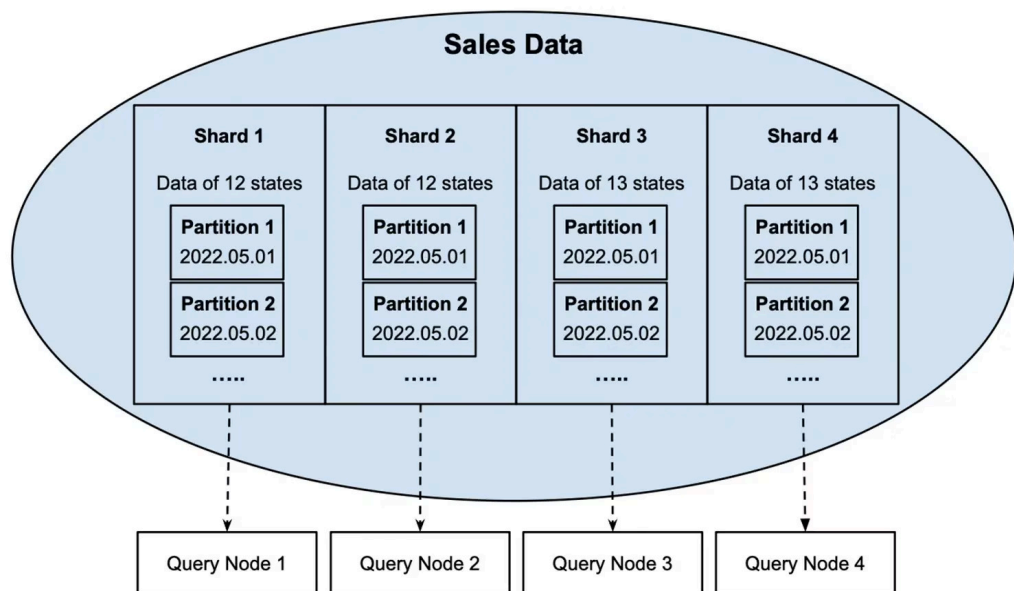 Sales Data
Shard 1
Data of 12 states
Partition 1
2022.05.01
Partition 2
2022.05.02
.....
Shard 2
Data of 12 states
Partition 1
2022.05.01
Partition 2
2022.05.02
.....
Shard 3
Data of 13 states
Partition 1
2022.05.01
Partition 2
2022.05.02
.....
Shard 4
Data of 13 states
Partition 1
2022.05.01
Partition 2
2022.05.02
.....
Query Node 1
Query Node 2
Query Node 3
Query Node 4